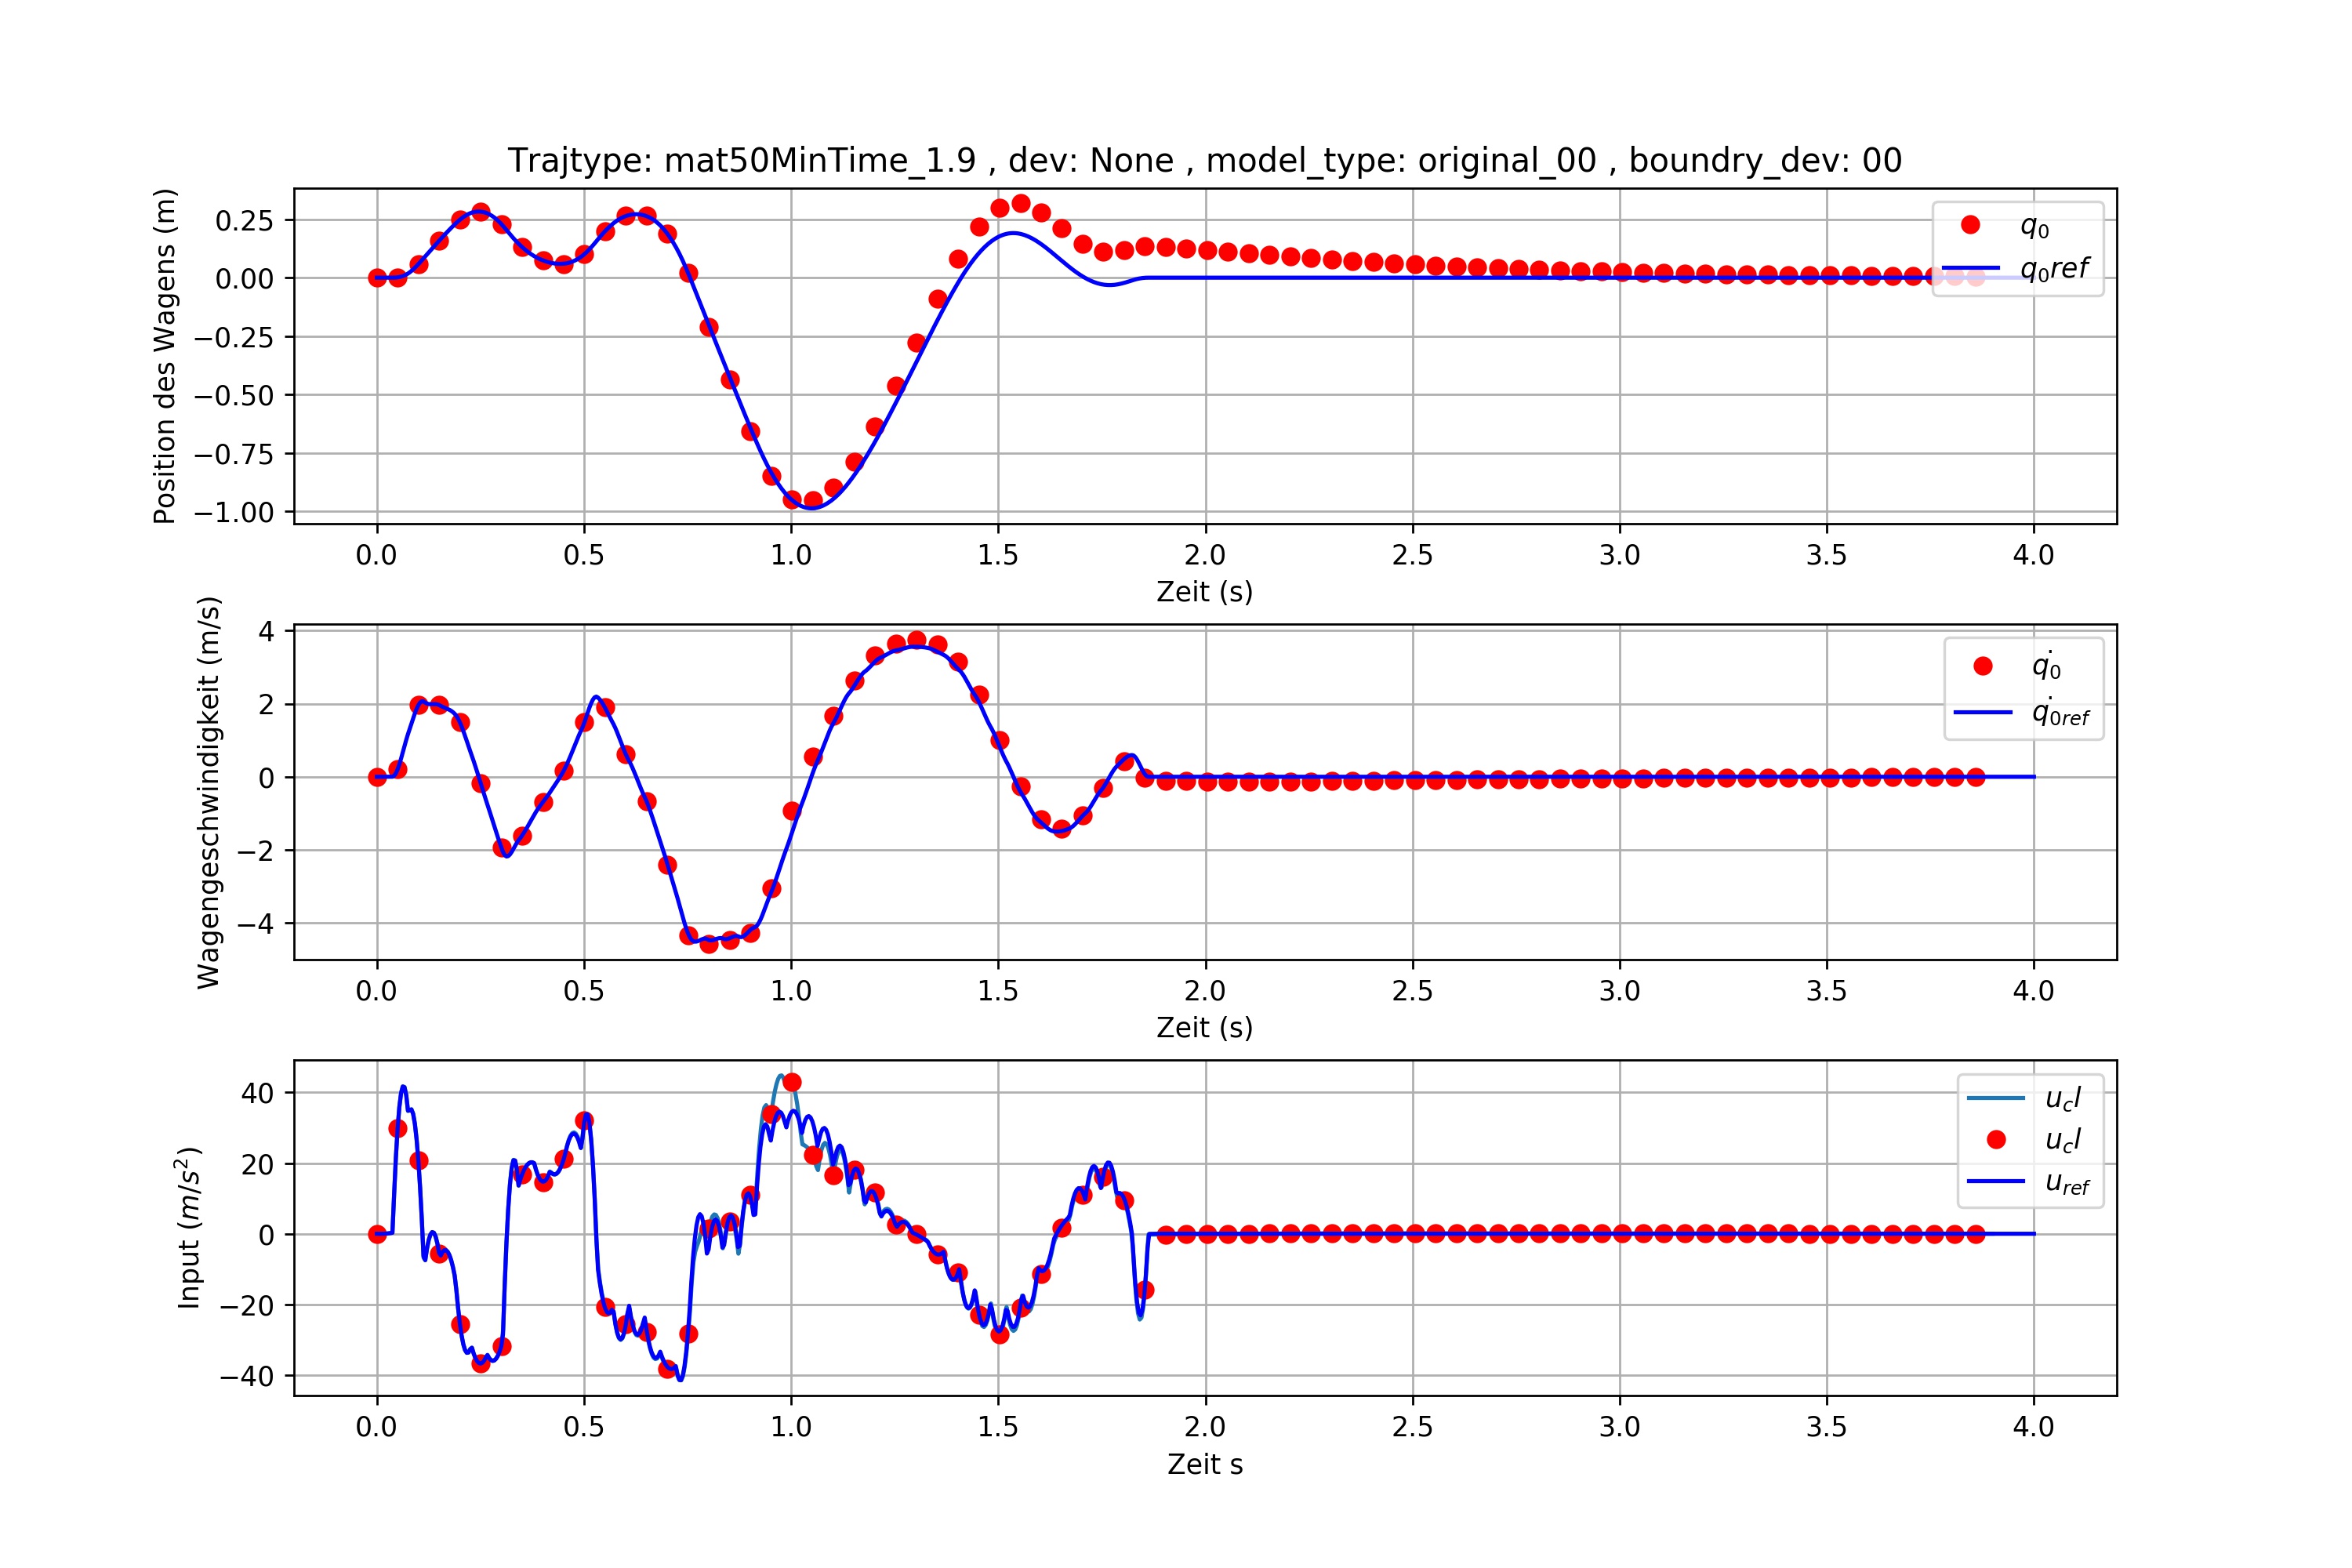 Trajtype: mat50MinTime_1.9 , dev: None , model_type: original_00 , boundry_dev: 00
Position des Wagens (m)
0.25
0.00
−0.25
−0.50
−0.75
−1.00
q0
q0ref
0.0 0.5 1.0 1.5 2.0 2.5 3.0 3.5 4.0
Zeit (s)
Wagengeschwindigkeit (m/s)
4
2
0
−2
−4
q̇0
q̇0ref
0.0 0.5 1.0 1.5 2.0 2.5 3.0 3.5 4.0
Zeit (s)
Input (m/s²)
40
20
0
−20
−40
ucl
ucl
uref
0.0 0.5 1.0 1.5 2.0 2.5 3.0 3.5 4.0
Zeit s